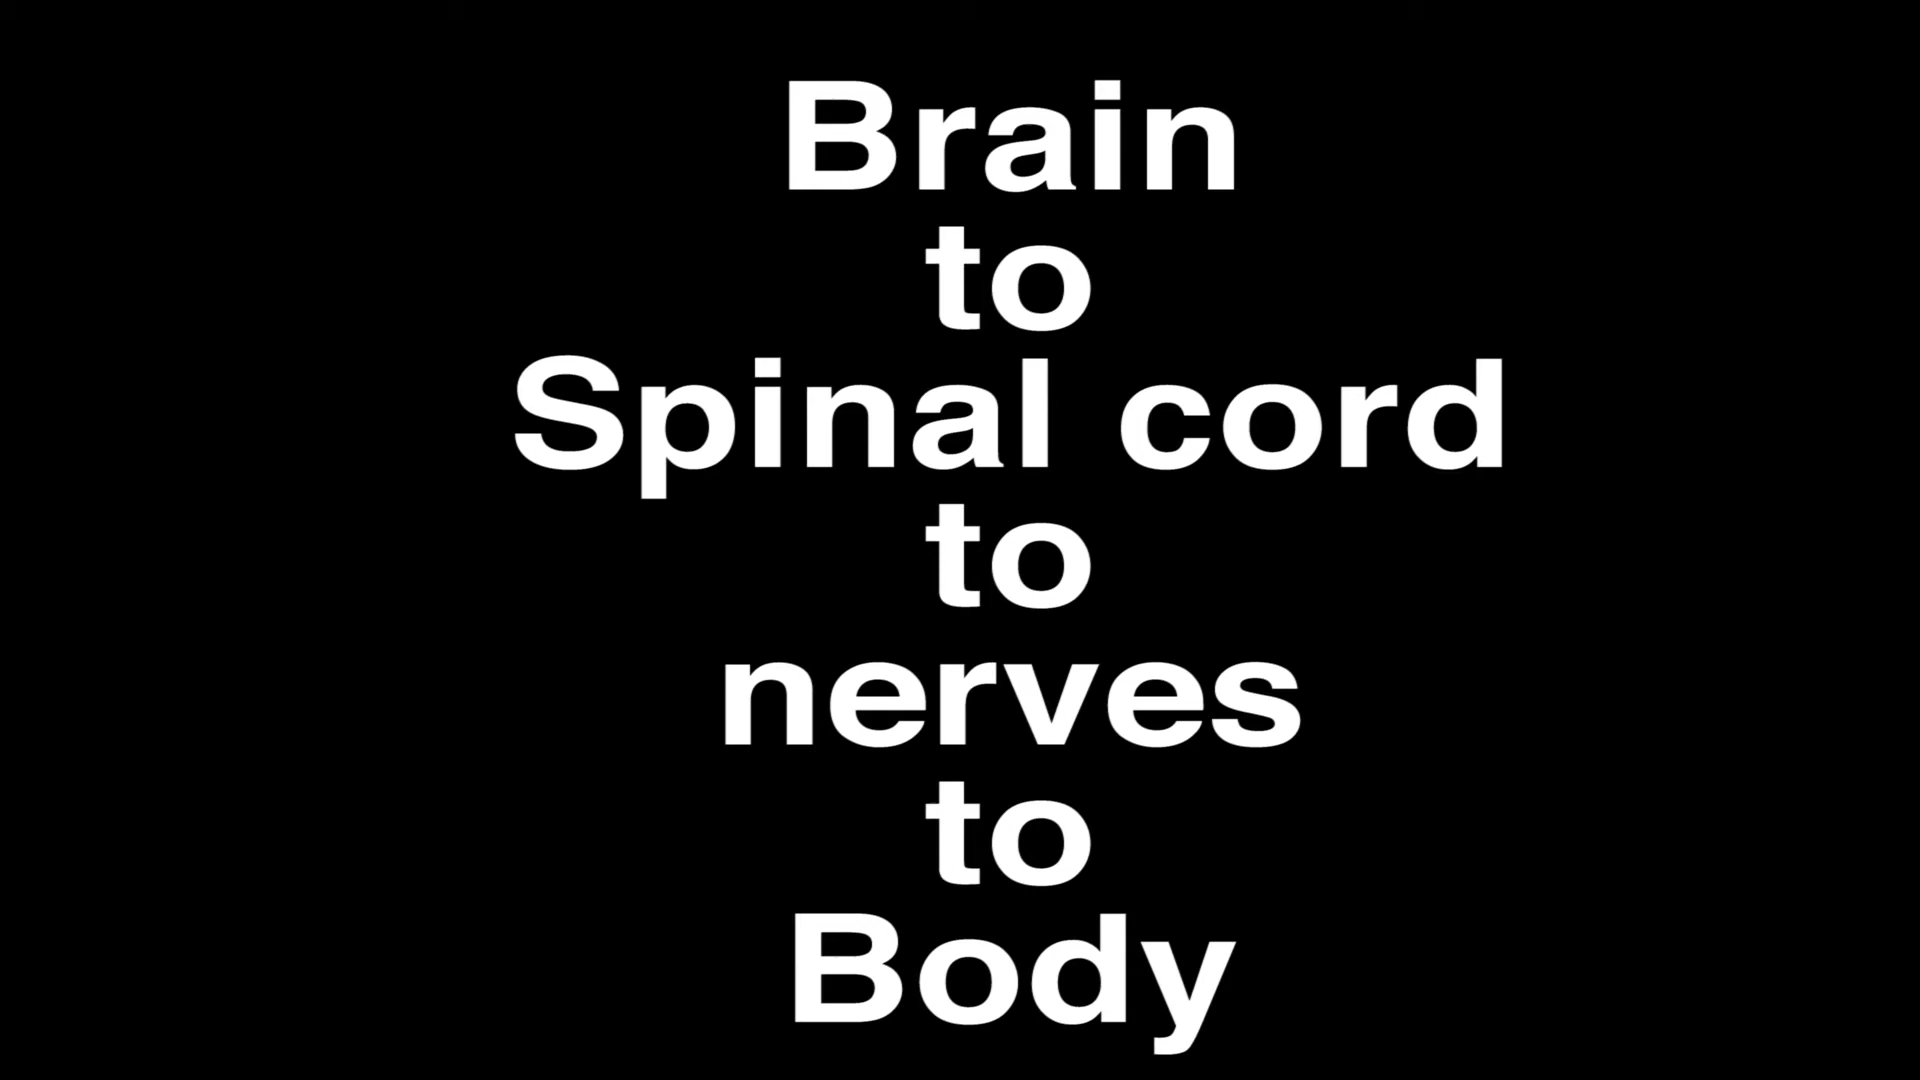 Brain
to
Spinal cord
to
nerves
to
Body